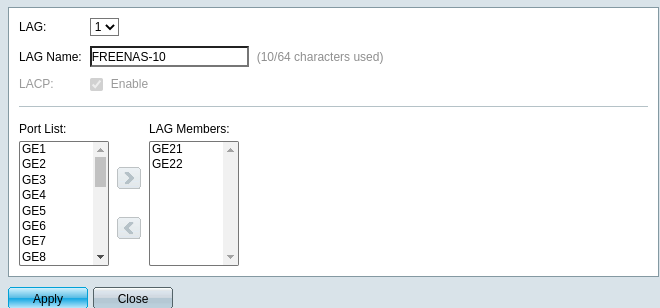 LAG: 1
LAG Name: FREENAS-10 (10/64 characters used)
LACP: Enable
Port List: LAG Members:
GE1 GE21
GE2 GE22
GE3
GE4
GE5
GE6
GE7
GE8
Apply Close